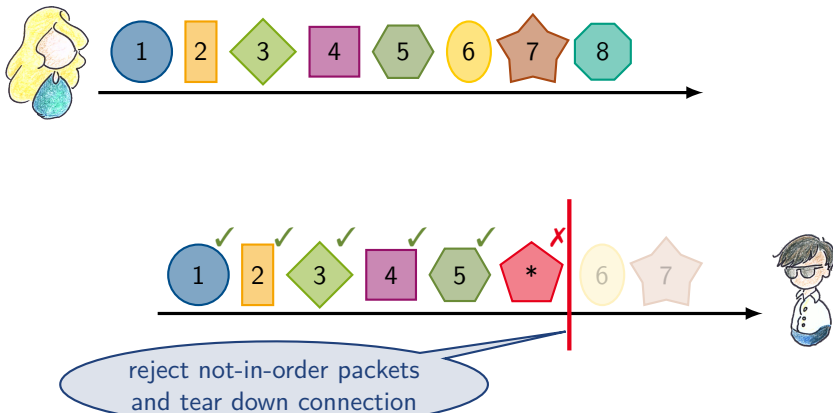 1 2 3 4 5 6 7 8
1 2 3 4 5 * 6 7
reject not-in-order packets
and tear down connection